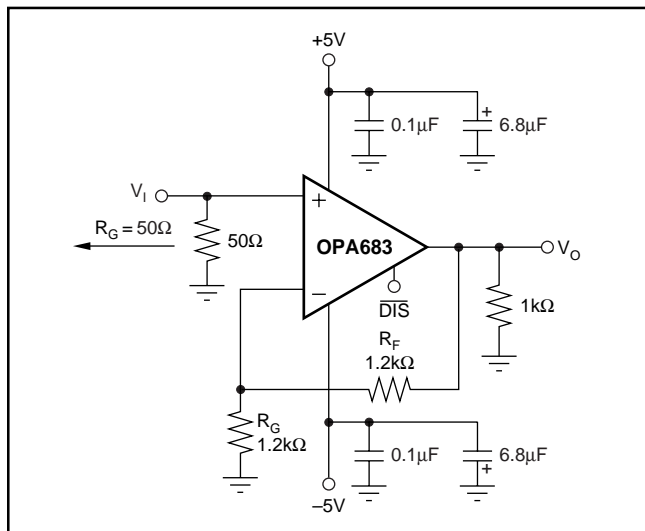 +5V
0.1µF
6.8µF
+
V_I
+
R_G = 50Ω
50Ω
OPA683
V_O
−
DIS
1kΩ
R_F
1.2kΩ
R_G
1.2kΩ
0.1µF
6.8µF
+
−5V